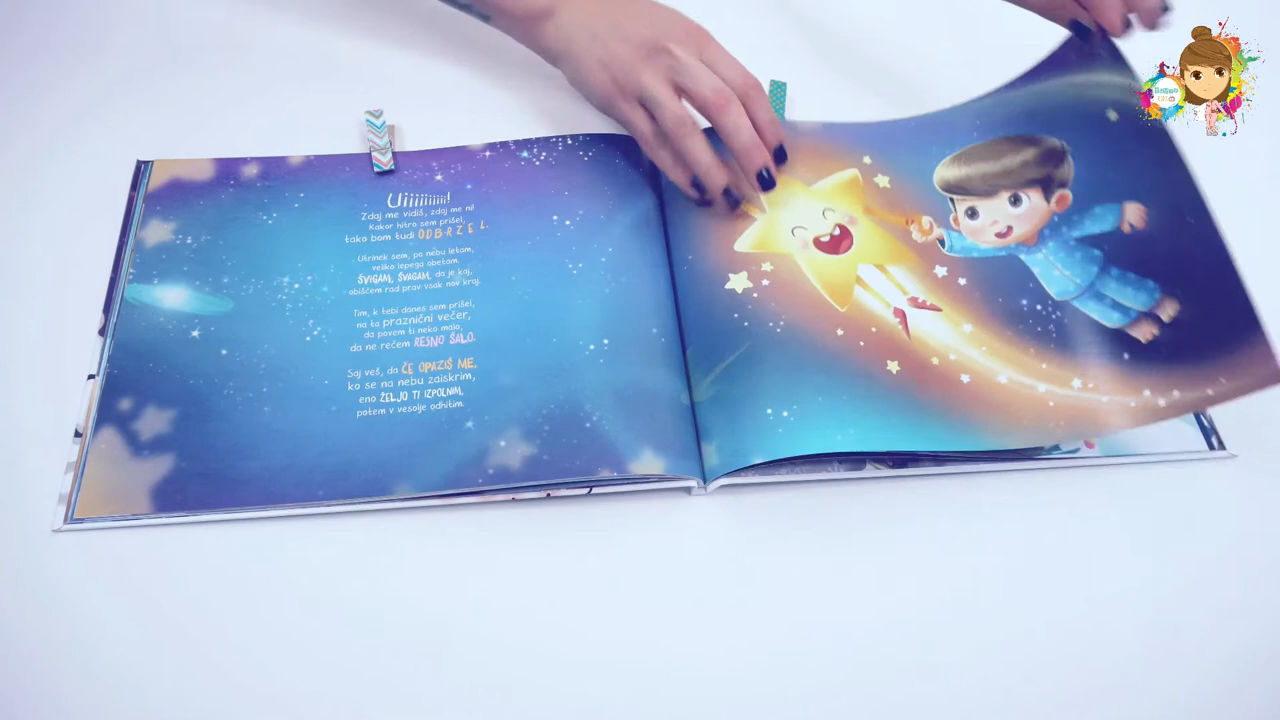 Uiiiiiiiii!
Zdaj me vidiš, zdaj me ni!
Kakor hitro sem prišel,
tako bom tudi ODBRZEL.
Utrinek sem, po nebu letam,
veliko lepega obetam.
ŠVIGAM, ŠVAGAM, da je kaj,
obiščem rad prav vsak nov kraj.
Tim, k tebi danes sem prišel,
na ta praznični večer,
da povem ti neko malo,
da ne rečem RESNO ŠALO.
Saj veš, da ČE OPAZIŠ ME,
ko se na nebu zaiskrim,
eno ŽELJO TI IZPOLNIM,
potem v vesolje odhitim.